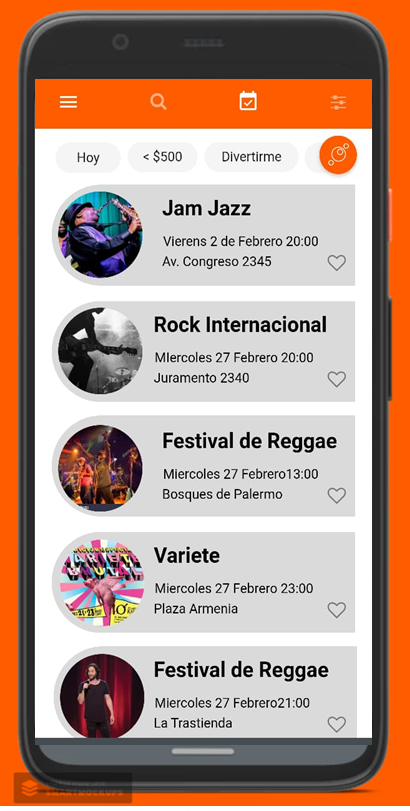 Hoy
< $500
Divertirme
Jam Jazz
Vierens 2 de Febrero 20:00
Av. Congreso 2345
Rock Internacional
MIercoles 27 Febrero 20:00
Juramento 2340
Festival de Reggae
Miercoles 27 Febrero13:00
Bosques de Palermo
Variete
Miercoles 27 Febrero 23:00
Plaza Armenia
Festival de Reggae
Miercoles 27 Febrero21:00
La Trastienda
SMARTMOCKUPS